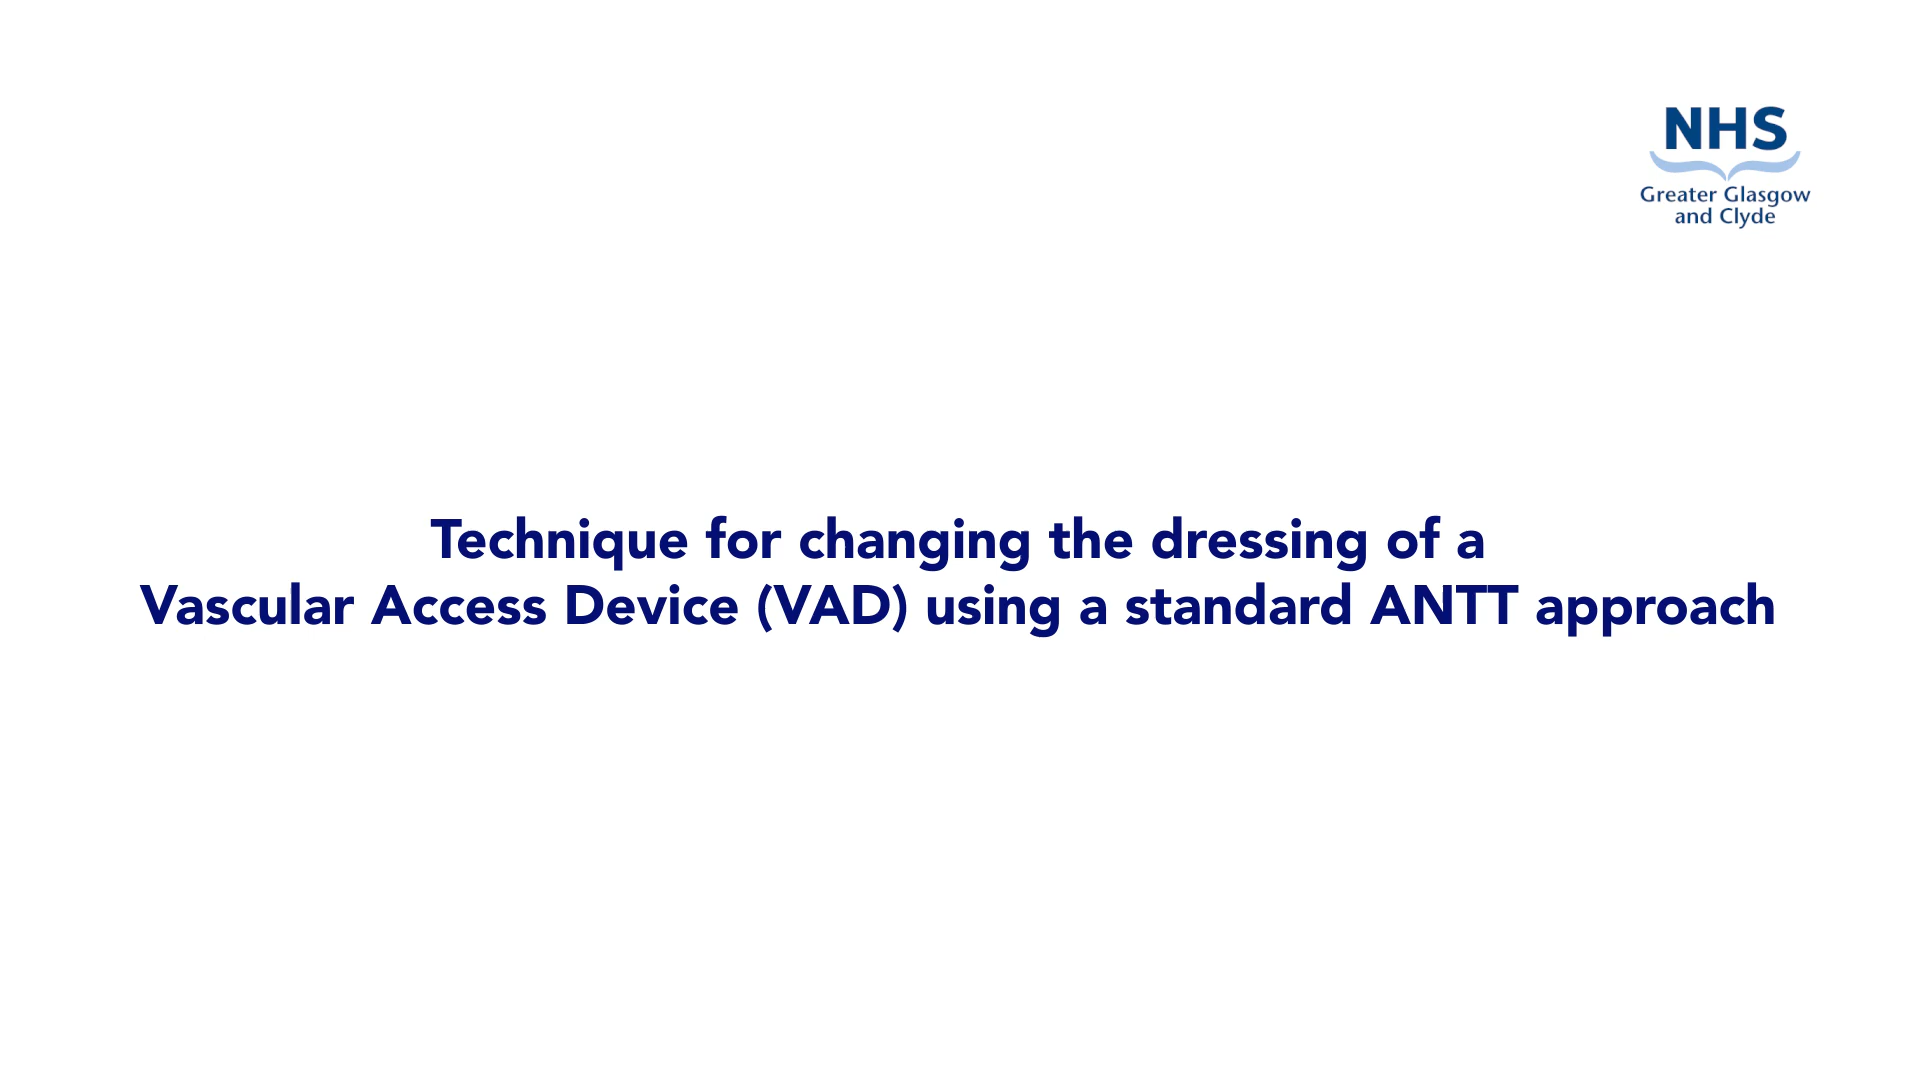 NHS
Greater Glasgow
and Clyde
Technique for changing the dressing of a
Vascular Access Device (VAD) using a standard ANTT approach